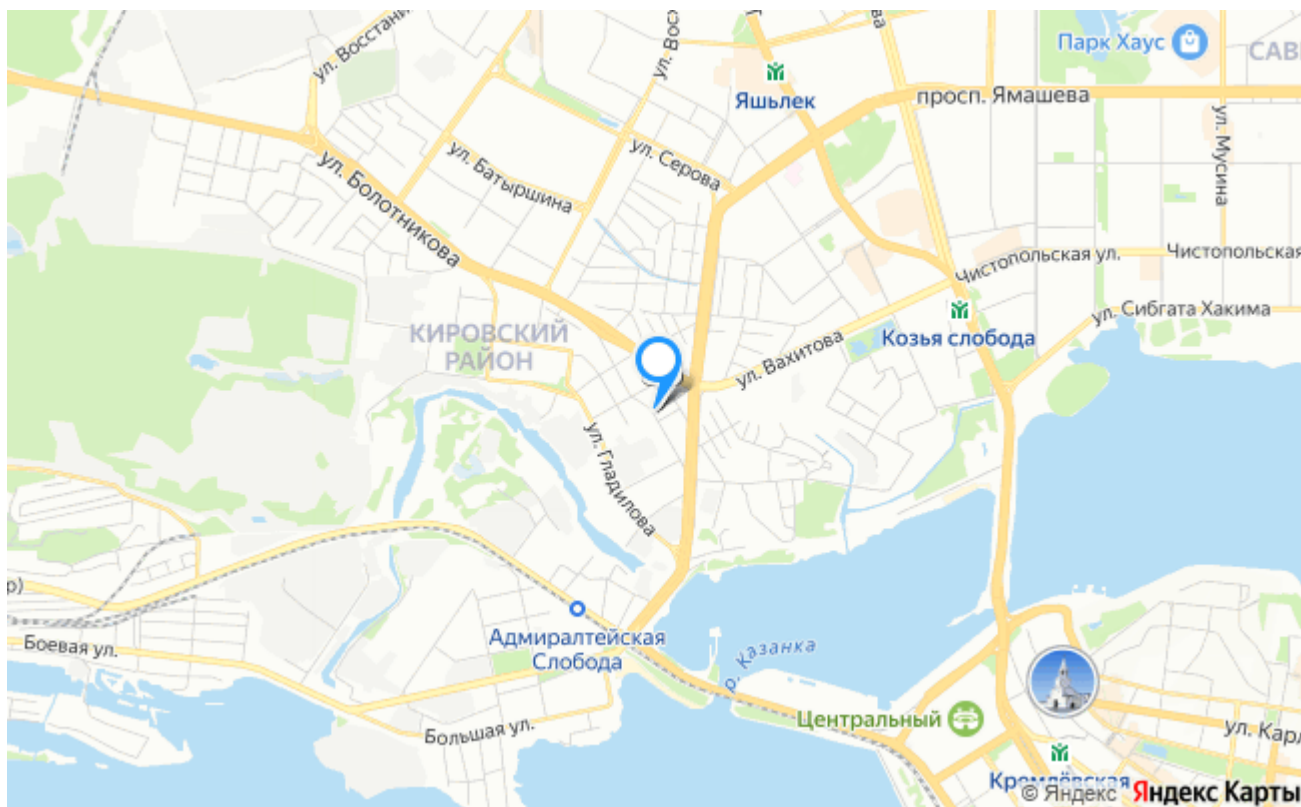 ул. Восстан
ул. Вос
Парк Хаус
САВ
Яшьлек
просп. Ямашева
ул. Мусина
ул. Серова
ул. Батыршина
ул. Болотникова
Чистопольская ул.
Чистопольская
ул. Сибгата Хакима
КИРОВСКИЙ
РАЙОН
Козья слобода
ул. Вахитова
ул. Гладилова
р)
Адмиралтейская
Слобода
Боевая ул.
р. Казанка
Большая ул.
Центральный
ул. Карл
Кремлёвская
© Яндекс Яндекс Карты